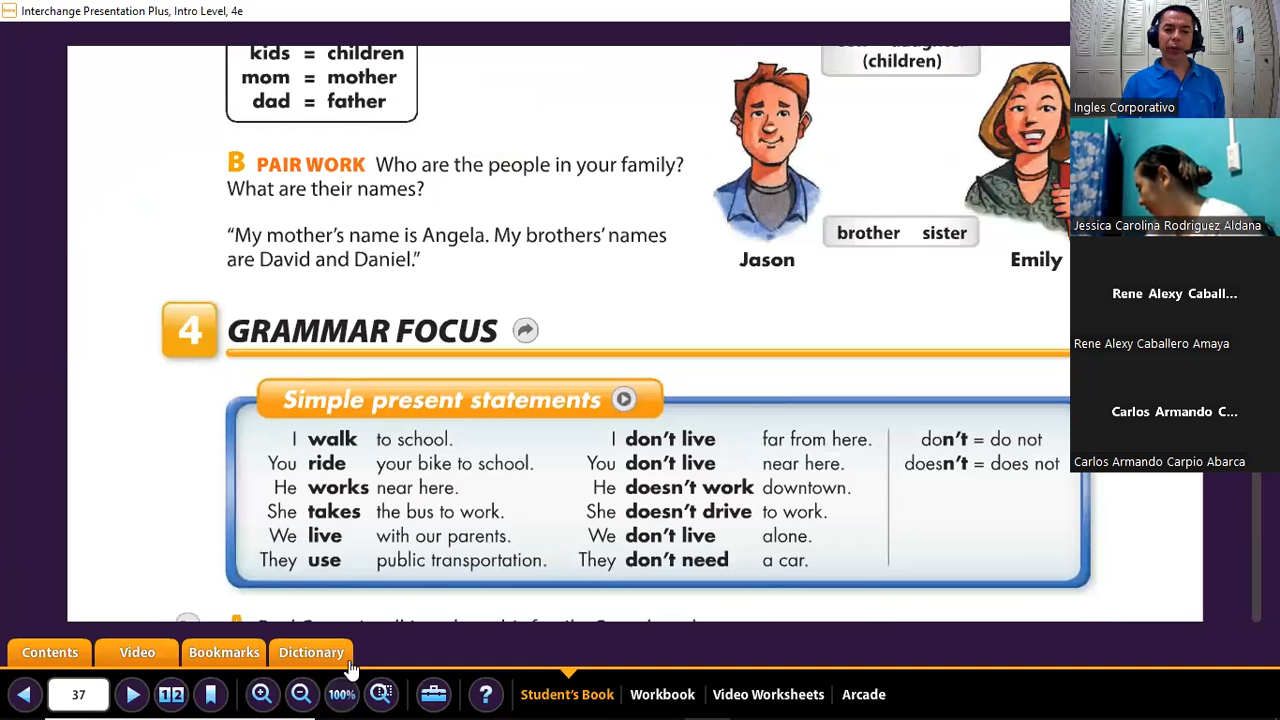 Interchange Presentation Plus, Intro Level, 4e
kids = children
mom = mother
dad = father
(children)
B PAIR WORK Who are the people in your family?
What are their names?
"My mother's name is Angela. My brothers' names
are David and Daniel."
brother sister
Jason
Emily
4 GRAMMAR FOCUS
Simple present statements
I walk to school.
You ride your bike to school.
He works near here.
She takes the bus to work.
We live with our parents.
They use public transportation.
I don't live far from here.
You don't live near here.
He doesn't work downtown.
She doesn't drive to work.
We don't live alone.
They don't need a car.
don't = do not
doesn't = does not
Ingles Corporativo
Jessica Carolina Rodriguez Aldana
Rene Alexy Caball...
Rene Alexy Caballero Amaya
Carlos Armando C...
Carlos Armando Carpio Abarca
Contents Video Bookmarks Dictionary
37 1 2 100% ? Student's Book Workbook Video Worksheets Arcade